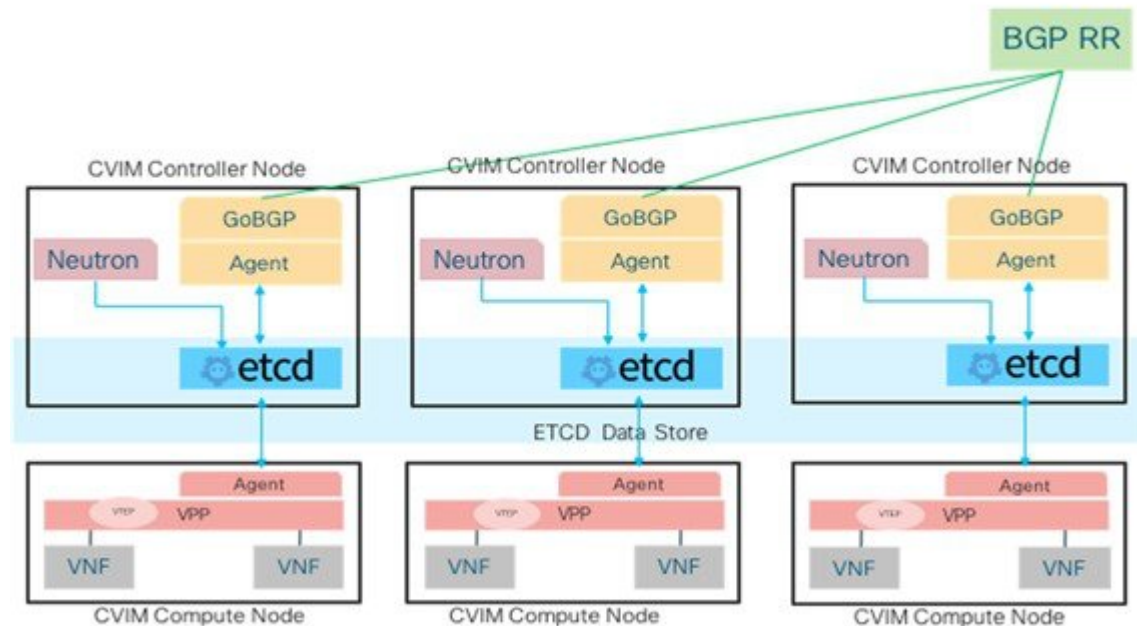 BGP RR
CVIM Controller Node
CVIM Controller Node
CVIM Controller Node
GoBGP
Neutron
Agent
etcd
GoBGP
Neutron
Agent
etcd
GoBGP
Neutron
Agent
etcd
ETCD Data Store
Agent
VTEP
VPP
VNF
VNF
CVIM Compute Node
Agent
VTEP
VPP
VNF
VNF
CVIM Compute Node
Agent
VTEP
VPP
VNF
VNF
CVIM Compute Node